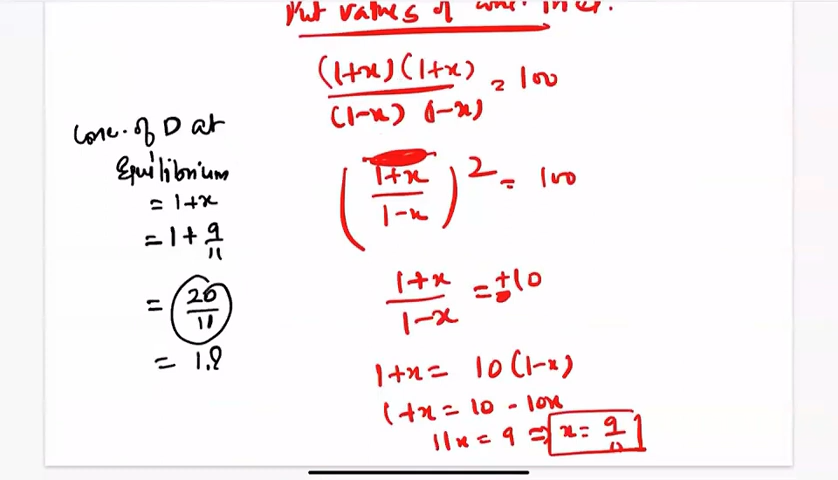 Put values of conc. in eq.
(1+x)(1+x) / (1-x) (1-x) = 100
(1+x / 1-x)² = 100
1+x / 1-x = ±10
1+x = 10(1-x)
1+x = 10 - 10x
11x = 9 ⇒ x = 9/11
Conc. of D at
Equilibrium
= 1+x
= 1 + 9/11
= 20/11
= 1.8